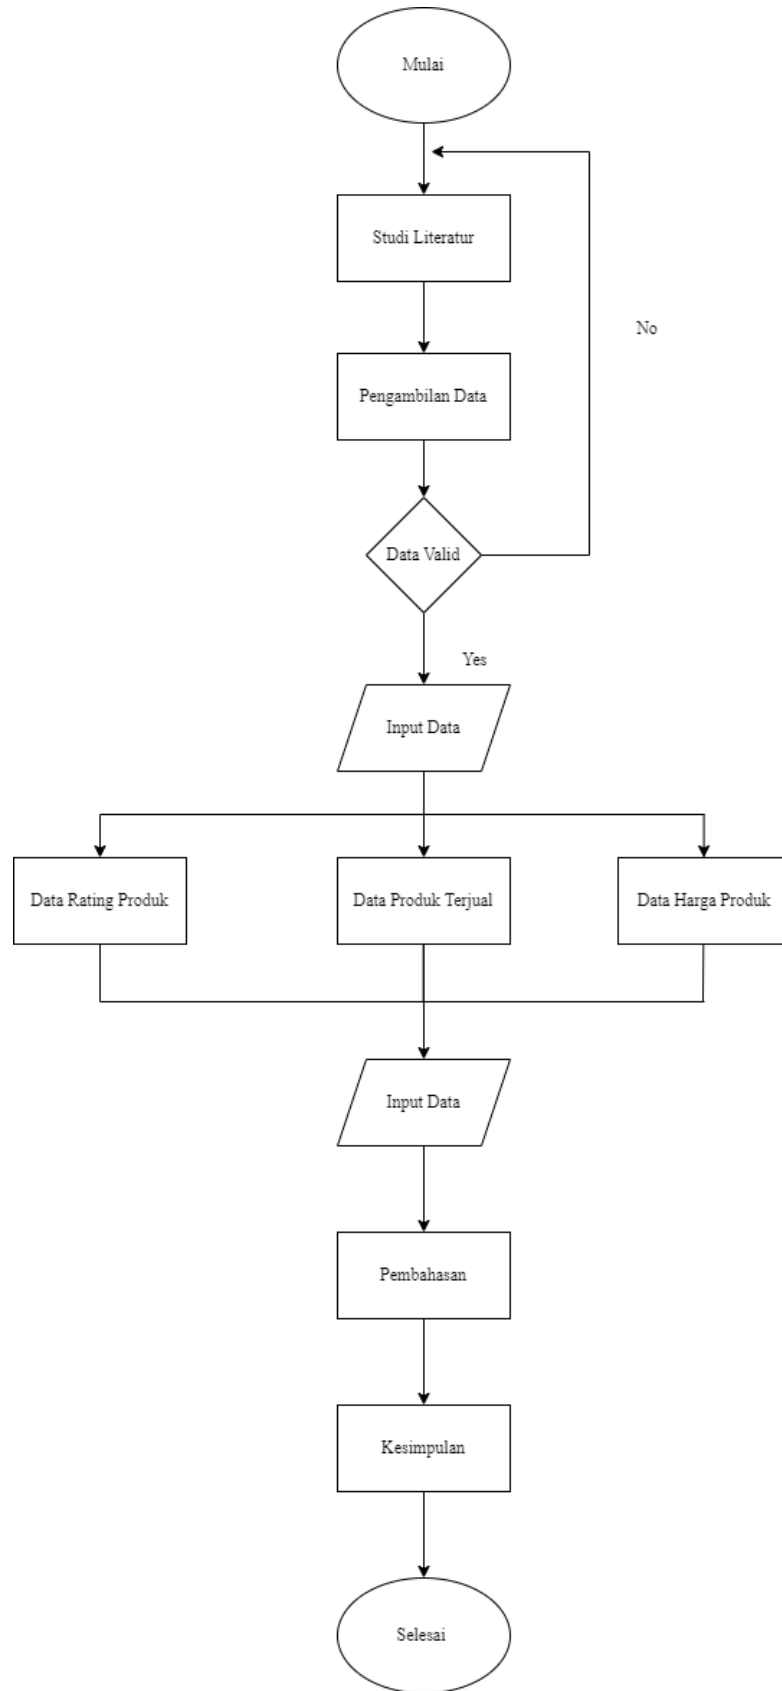 Mulai
Studi Literatur
No
Pengambilan Data
Data Valid
Yes
Input Data
Data Rating Produk
Data Produk Terjual
Data Harga Produk
Input Data
Pembahasan
Kesimpulan
Selesai